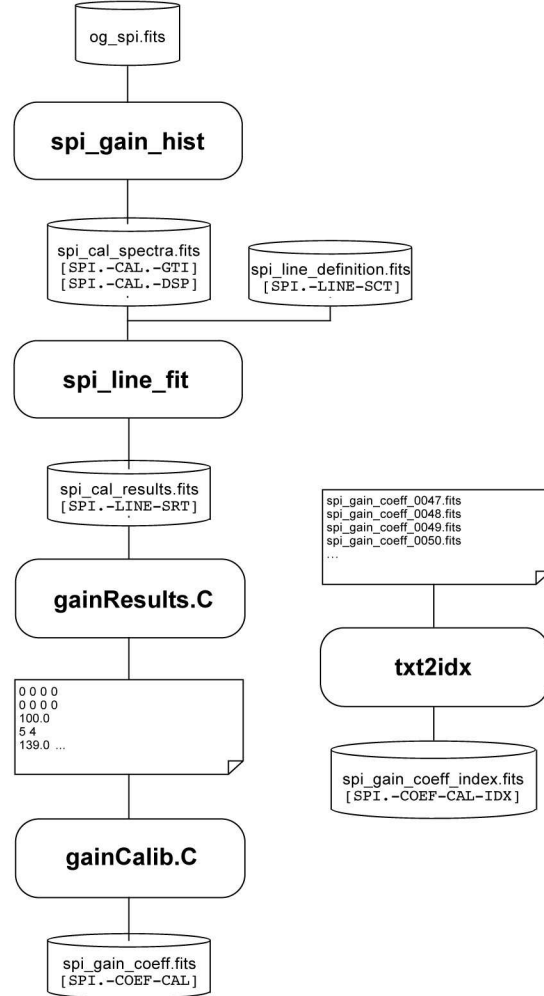 og_spi.fits
spi_gain_hist
spi_cal_spectra.fits
[SPI.-CAL.-GTI]
[SPI.-CAL.-DSP]
.
spi_line_definition.fits
[SPI.-LINE-SCT]
.
spi_line_fit
spi_cal_results.fits
[SPI.-LINE-SRT]
.
gainResults.C
0 0 0 0
0 0 0 0
100.0
5 4
139.0 ...
gainCalib.C
spi_gain_coeff.fits
[SPI.-COEF-CAL]
spi_gain_coeff_0047.fits
spi_gain_coeff_0048.fits
spi_gain_coeff_0049.fits
spi_gain_coeff_0050.fits
...
txt2idx
spi_gain_coeff_index.fits
[SPI.-COEF-CAL-IDX]